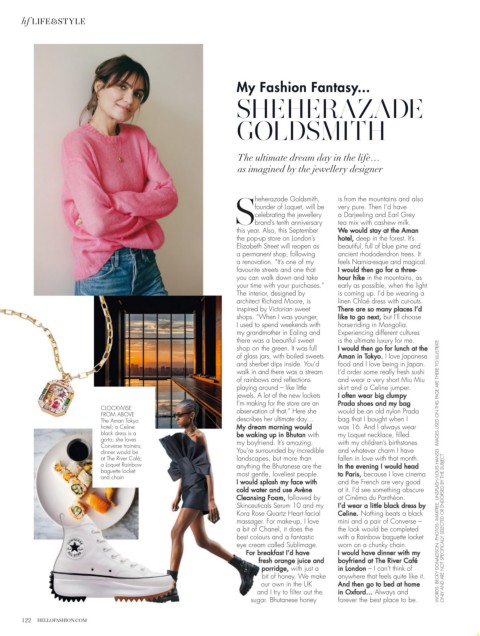 hf LIFE&STYLE
My Fashion Fantasy...
SHEHERAZADE
GOLDSMITH
The ultimate dream day in the life...
as imagined by the jewellery designer
Sheherazade Goldsmith,
founder of Loquet, will be
celebrating the jewellery
brand's tenth anniversary
this year. Also, this September
the pop-up store on London's
Elizabeth Street will reopen as
a permanent shop, following
a renovation. "It's one of my
favourite streets and one that
you can walk down and take
your time with your purchases."
The interior, designed by
architect Richard Moore, is
inspired by Victorian sweet
shops. "When I was younger,
I used to spend weekends with
my grandmother in Ealing and
there was a beautiful sweet
shop on the green. It was full
of glass jars, with boiled sweets
and sherbet dips inside. You'd
walk in and there was a stream
of rainbows and reflections
playing around – like little
jewels. A lot of the new lockets
I'm making for the store are an
observation of that." Here she
describes her ultimate day...
My dream morning would
be waking up in Bhutan with
my boyfriend. It's amazing.
You're surrounded by incredible
landscapes, but more than
anything the Bhutanese are the
most gentle, loveliest people.
I would splash my face with
cold water and use Avène
Cleansing Foam, followed by
Skinceuticals Serum 10 and my
Kora Rose Quartz Heart facial
massager. For make-up, I love
a bit of Chanel, it does the
best colours and a fantastic
eye cream called Sublimage.
For breakfast I'd have
fresh orange juice and
porridge, with just a
bit of honey. We make
our own in the UK
and I try to filter out the
sugar. Bhutanese honey
is from the mountains and also
very pure. Then I'd have
a Darjeeling and Earl Grey
tea mix with cashew milk.
We would stay at the Aman
hotel, deep in the forest. It's
beautiful, full of blue pine and
ancient rhododendron trees. It
feels Narniaresque and magical.
I would then go for a three-
hour hike in the mountains, as
early as possible, when the light
is coming up. I'd be wearing a
linen Chloé dress with cutouts.
There are so many places I'd
like to go next, but I'll choose
horse-riding in Mongolia.
Experiencing different cultures
is the ultimate luxury for me.
I would then go for lunch at the
Aman in Tokyo. I love Japanese
food and I love being in Japan.
I'd order some really fresh sushi
and wear a very short Miu Miu
skirt and a Celine jumper.
I often wear big clumpy
Prada shoes and my bag
would be an old nylon Prada
bag that I bought when I
was 16. And I always wear
my Loquet necklace, filled
with my children's birthstones
and whatever charm I have
fallen in love with that month.
In the evening I would head
to Paris, because I love cinema
and the French are very good
at it. I'd see something obscure
at Cinéma du Panthéon.
I'd wear a little black dress by
Celine. Nothing beats a black
mini and a pair of Converse –
the look would be completed
with a Rainbow baguette locket
worn on a chunky chain.
I would have dinner with my
boyfriend at The River Café
in London – I can't think of
anywhere that feels quite like it.
And then go to bed at home
in Oxford... Always and
forever the best place to be.
CLOCKWISE
FROM ABOVE
The Aman Tokyo
hotel; a Celine
black dress is a
go-to; she loves
Converse trainers;
dinner would be
at The River Café;
a Loquet Rainbow
baguette locket
and chain
122 HELLOFASHION.COM